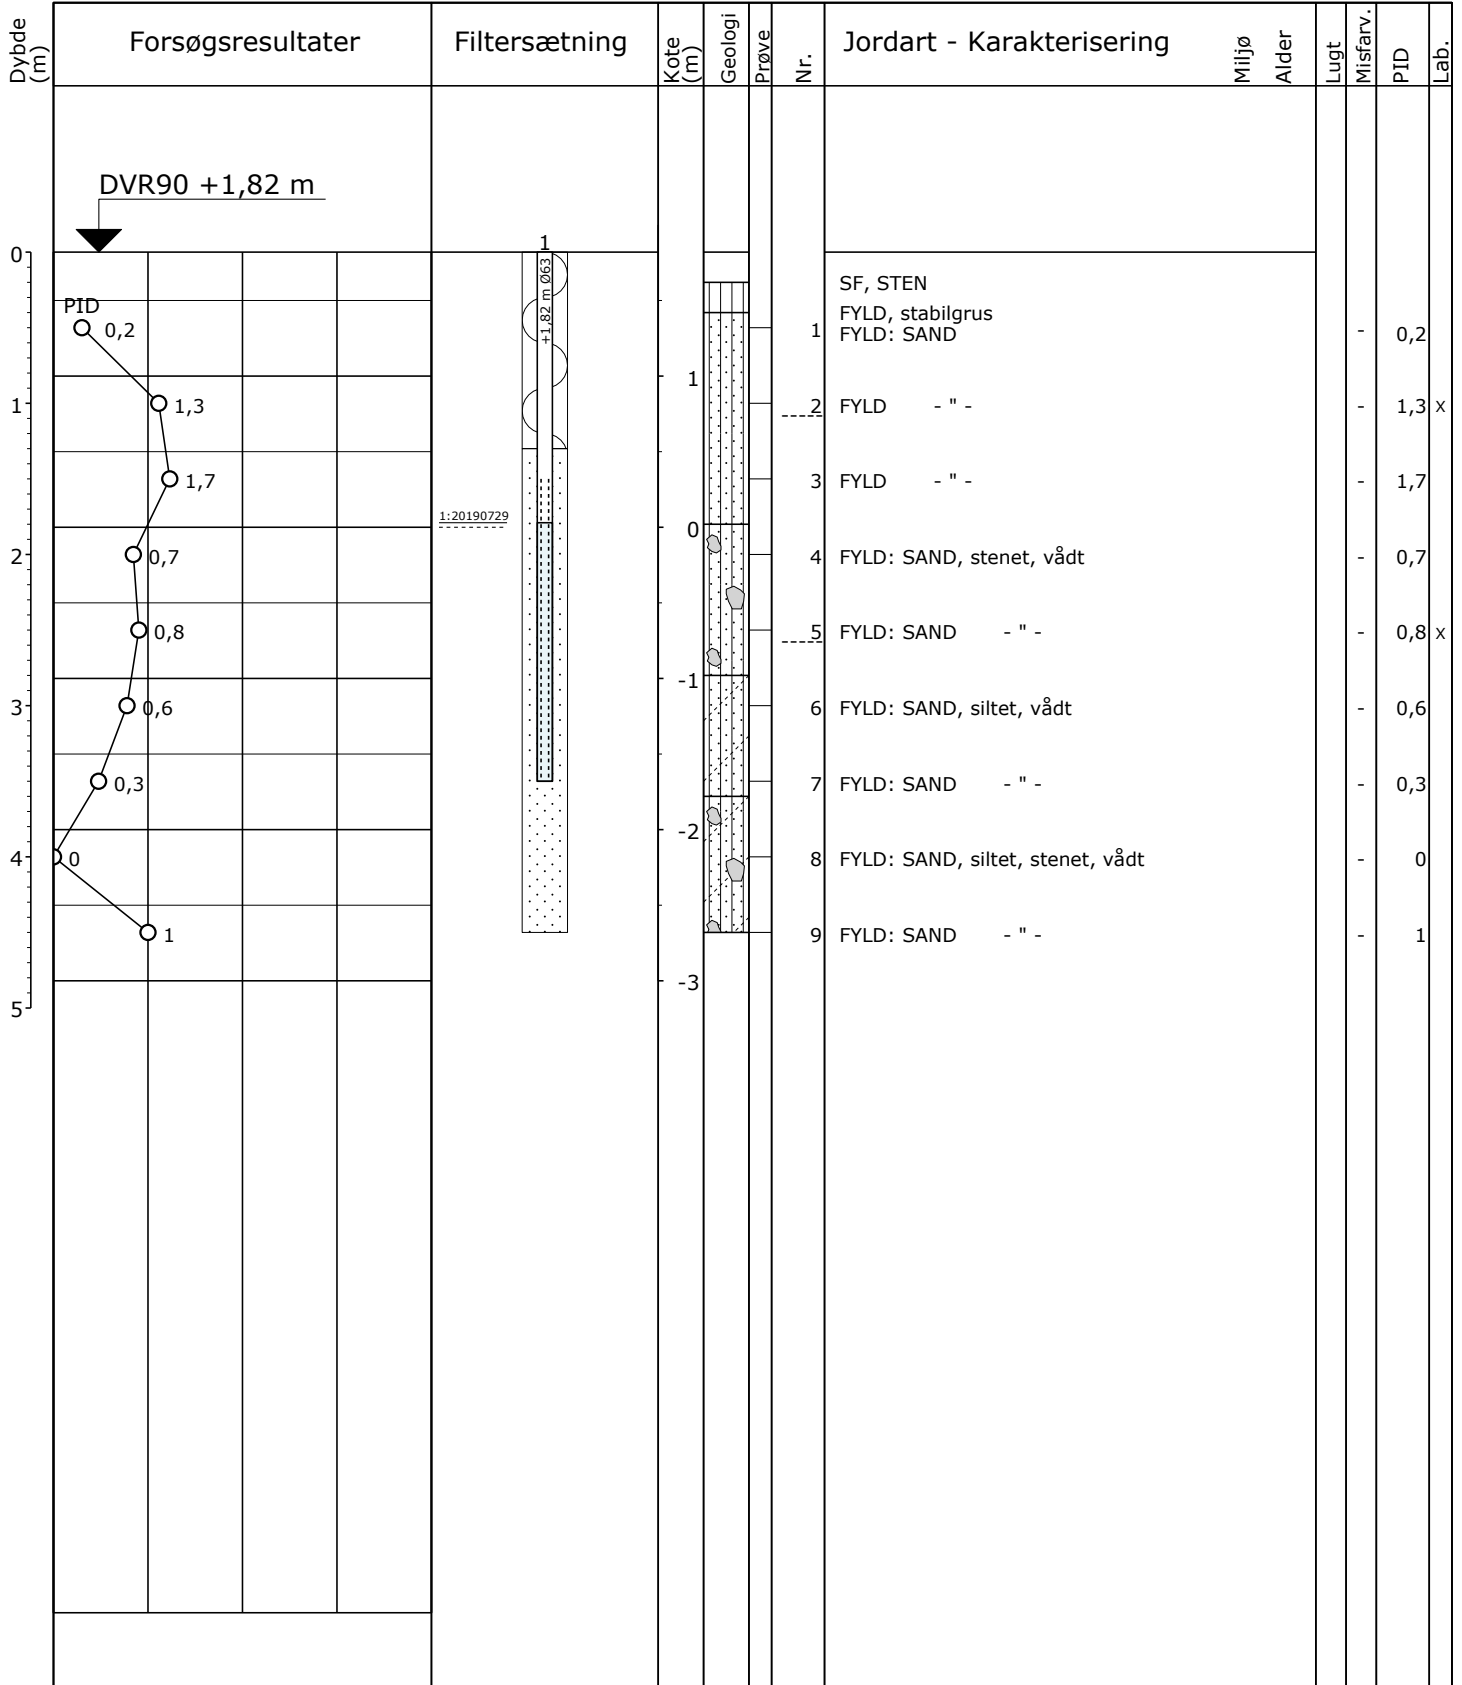 Dybde (m)
Forsøgsresultater
Filtersætning
Kote (m)
Geologi
Prøve
Nr.
Jordart - Karakterisering
Miljø
Alder
Lugt
Misfarv.
PID
Lab.
DVR90 +1,82 m
0
1
+1,82 m Ø63
SF, STEN
PID
FYLD, stabilgrus
0,2
1 FYLD: SAND - 0,2
1
1 1,3 2 FYLD - " - - 1,3 x
1,7 3 FYLD - " - - 1,7
1:20190729
0
2 0,7 4 FYLD: SAND, stenet, vådt - 0,7
0,8 5 FYLD: SAND - " - - 0,8 x
-1
3 0,6 6 FYLD: SAND, siltet, vådt - 0,6
0,3 7 FYLD: SAND - " - - 0,3
-2
4 0 8 FYLD: SAND, siltet, stenet, vådt - 0
1 9 FYLD: SAND - " - - 1
-3
5